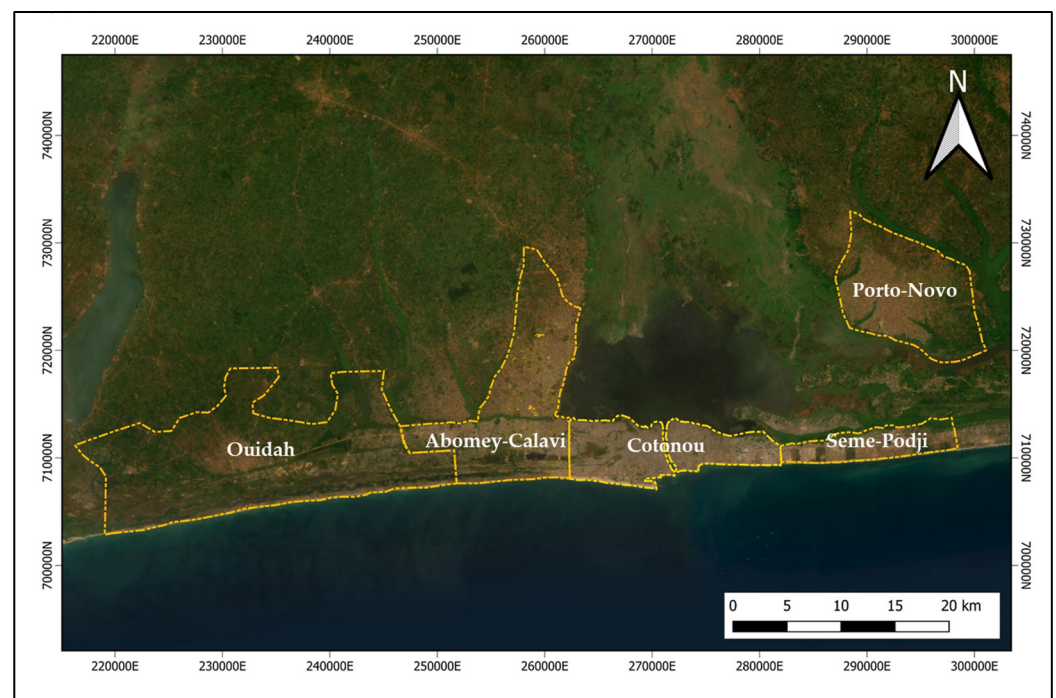 220000E 230000E 240000E 250000E 260000E 270000E 280000E 290000E 300000E
N
740000N 740000N
730000N 730000N
Porto-Novo
720000N 720000N
Ouidah Abomey-Calavi Cotonou Seme-Podji
710000N 710000N
700000N 700000N
0 5 10 15 20 km
220000E 230000E 240000E 250000E 260000E 270000E 280000E 290000E 300000E